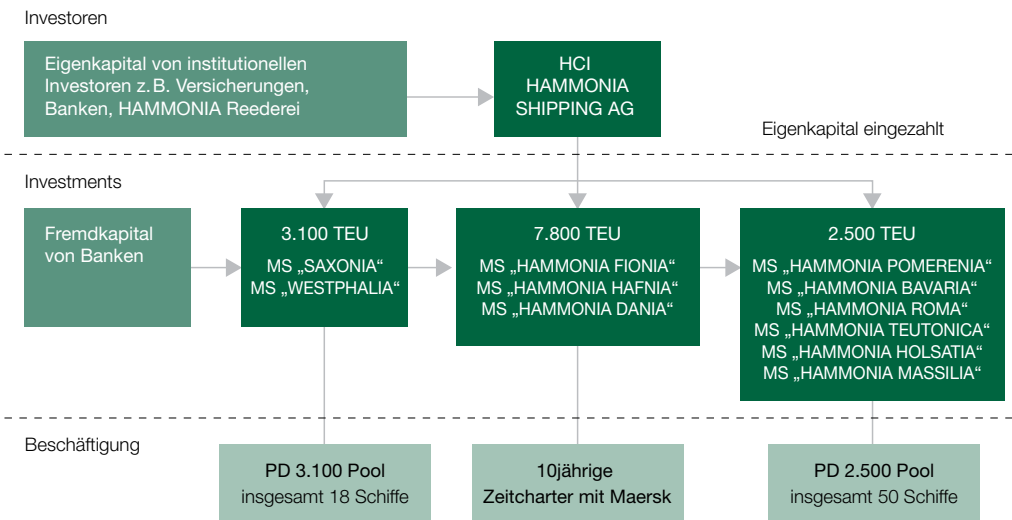 Investoren
Eigenkapital von institutionellen
Investoren z. B. Versicherungen,
Banken, HAMMONIA Reederei
HCI
HAMMONIA
SHIPPING AG
Eigenkapital eingezahlt
Investments
Fremdkapital
von Banken
3.100 TEU
MS „SAXONIA“
MS „WESTPHALIA“
7.800 TEU
MS „HAMMONIA FIONIA“
MS „HAMMONIA HAFNIA“
MS „HAMMONIA DANIA“
2.500 TEU
MS „HAMMONIA POMERENIA“
MS „HAMMONIA BAVARIA“
MS „HAMMONIA ROMA“
MS „HAMMONIA TEUTONICA“
MS „HAMMONIA HOLSATIA“
MS „HAMMONIA MASSILIA“
Beschäftigung
PD 3.100 Pool
insgesamt 18 Schiffe
10jährige
Zeitcharter mit Maersk
PD 2.500 Pool
insgesamt 50 Schiffe